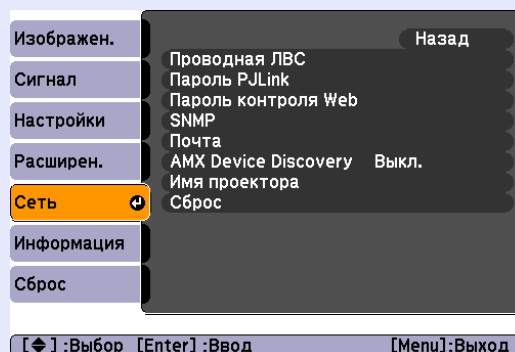 Изображен.
Сигнал
Настройки
Расширен.
Сеть
Информация
Сброс
Назад
Проводная ЛВС
Пароль PJLink
Пароль контроля Web
SNMP
Почта
AMX Device Discovery Выкл.
Имя проектора
Сброс
[◆] :Выбор [Enter] :Ввод [Menu]:Выход